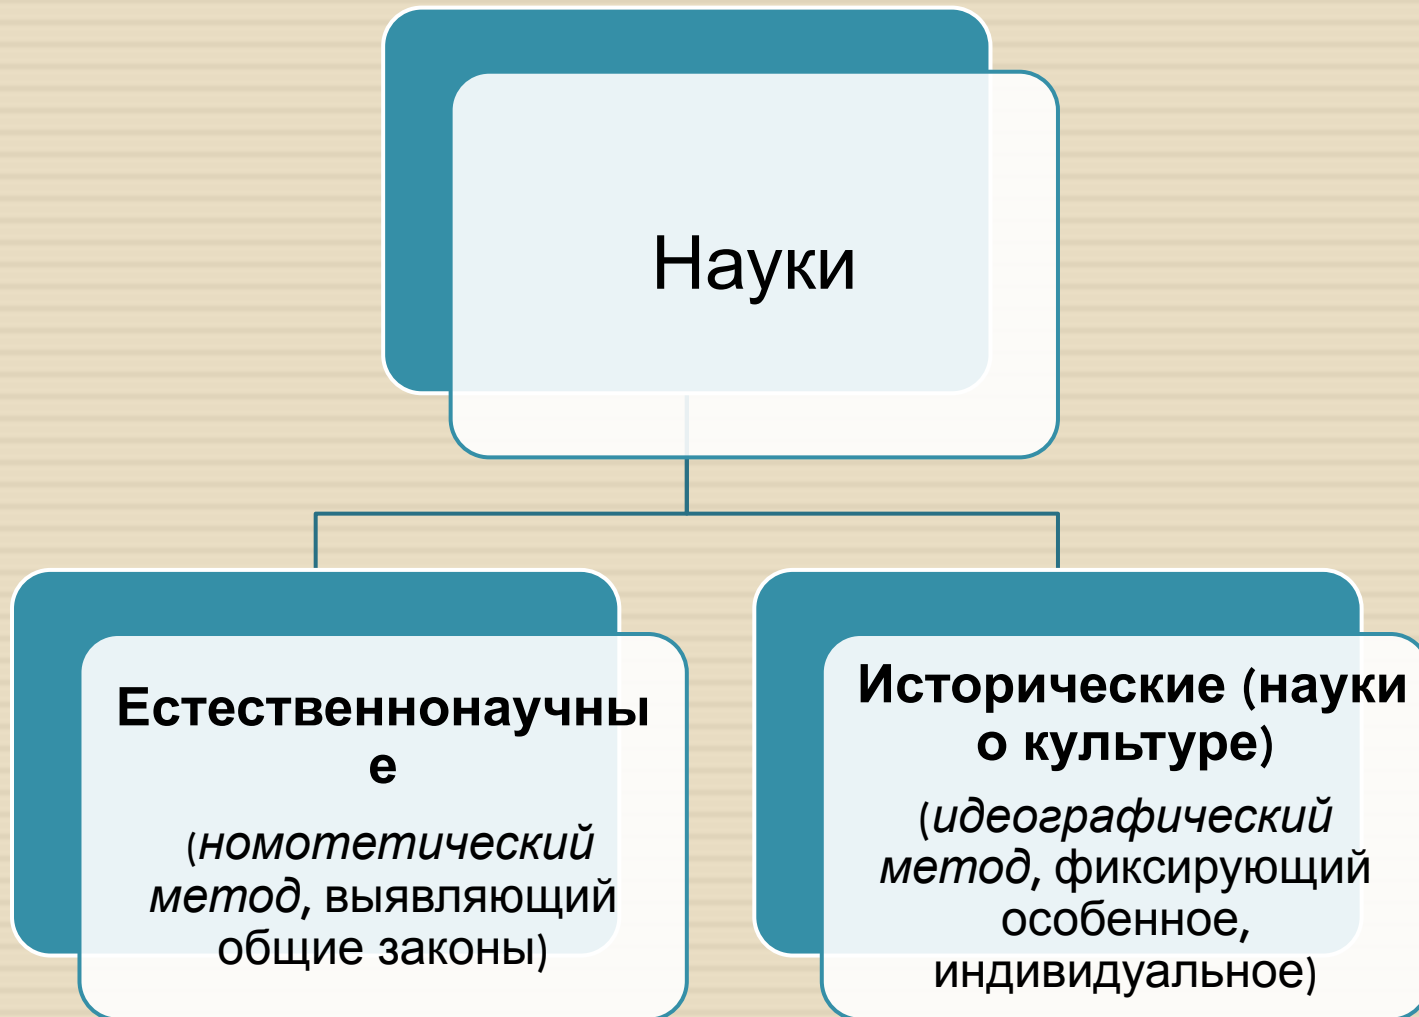 Науки
Естественнонаучны
е
(номотетический
метод, выявляющий
общие законы)
Исторические (науки
о культуре)
(идеографический
метод, фиксирующий
особенное,
индивидуальное)